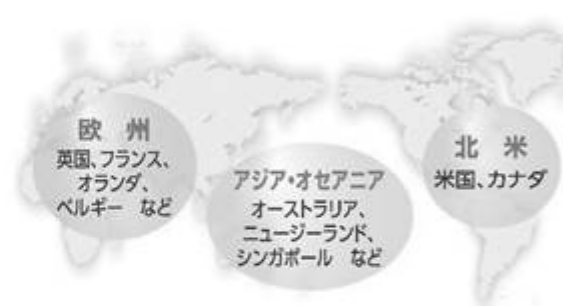 欧 州
英国、フランス、
オランダ、
ベルギー など
アジア・オセアニア
オーストラリア、
ニュージーランド、
シンガポール など
北 米
米国、カナダ